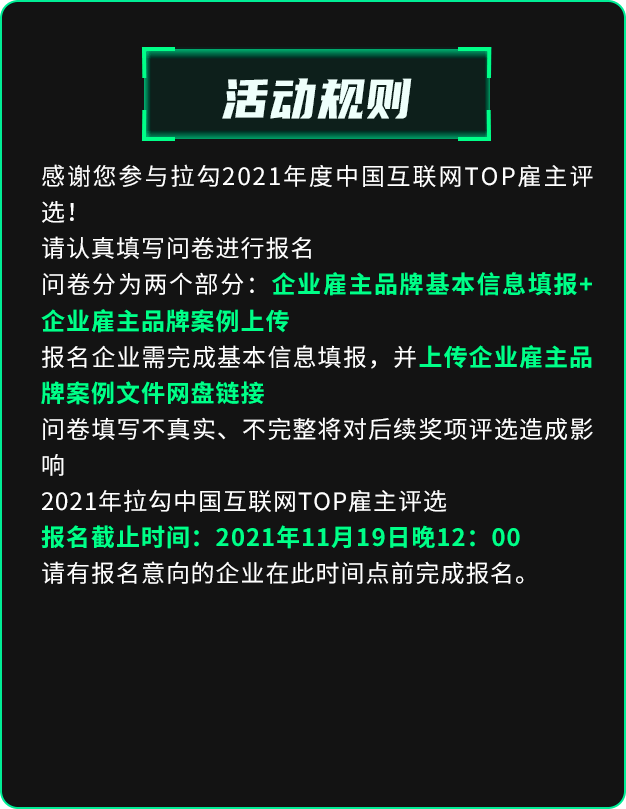 活动规则
感谢您参与拉勾2021年度中国互联网TOP雇主评
选！
请认真填写问卷进行报名
问卷分为两个部分：企业雇主品牌基本信息填报+
企业雇主品牌案例上传
报名企业需完成基本信息填报，并上传企业雇主品
牌案例文件网盘链接
问卷填写不真实、不完整将对后续奖项评选造成影
响
2021年拉勾中国互联网TOP雇主评选
报名截止时间：2021年11月19日晚12：00
请有报名意向的企业在此时间点前完成报名。